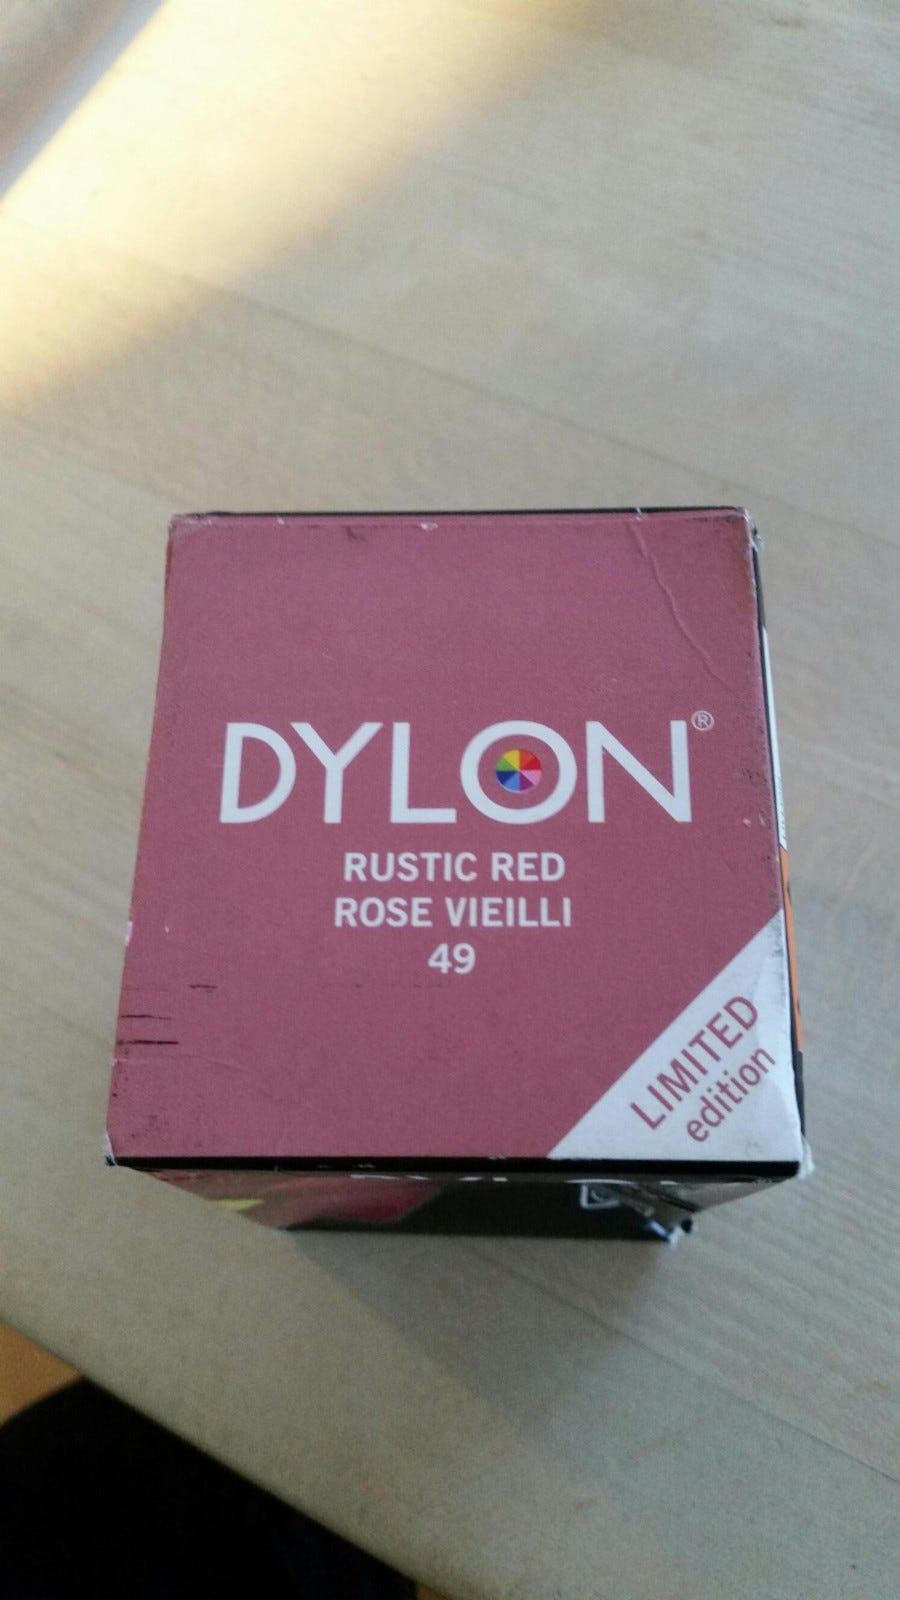 DYLON®
RUSTIC RED
ROSE VIEILLI
49
LIMITED
edition